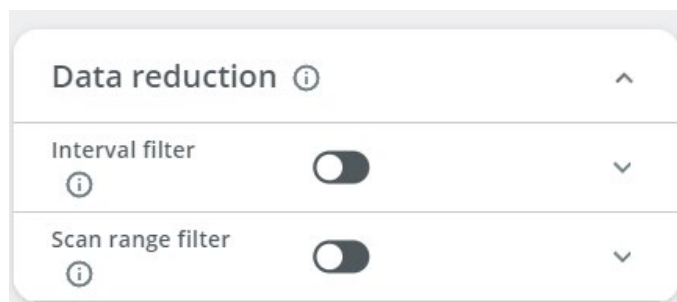 Data reduction
Interval filter
Scan range filter